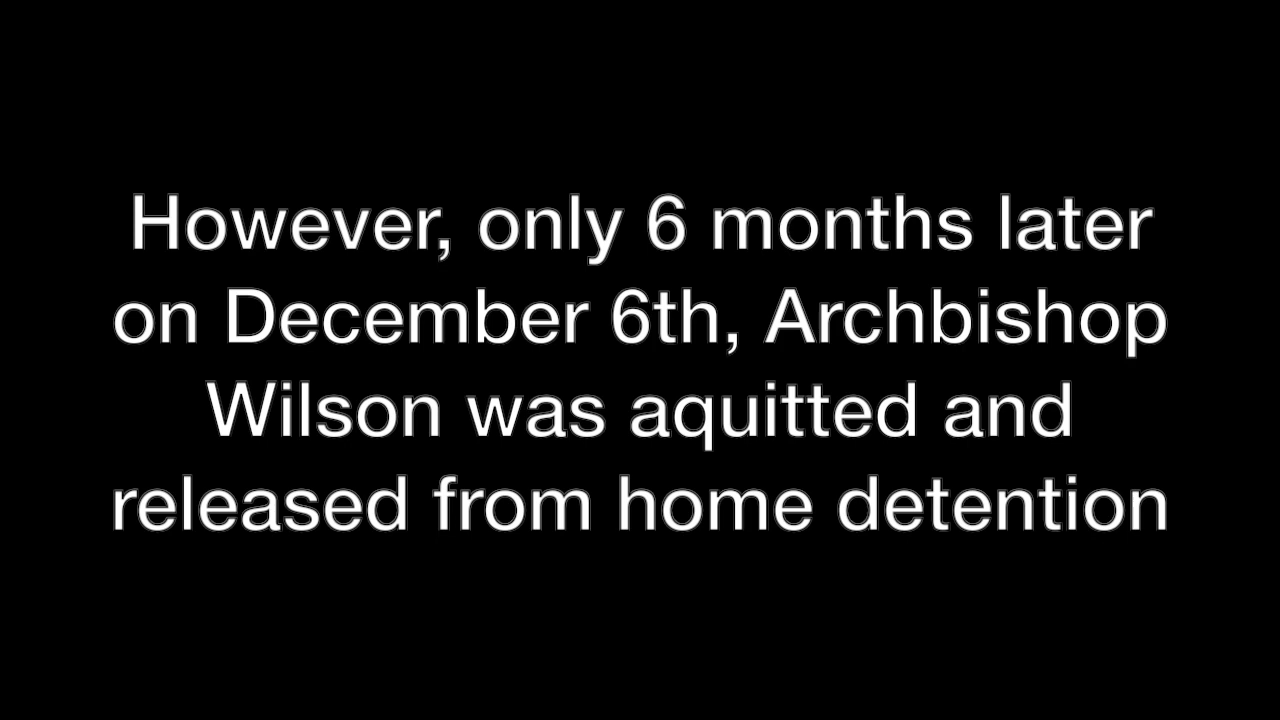 However, only 6 months later
on December 6th, Archbishop
Wilson was aquitted and
released from home detention